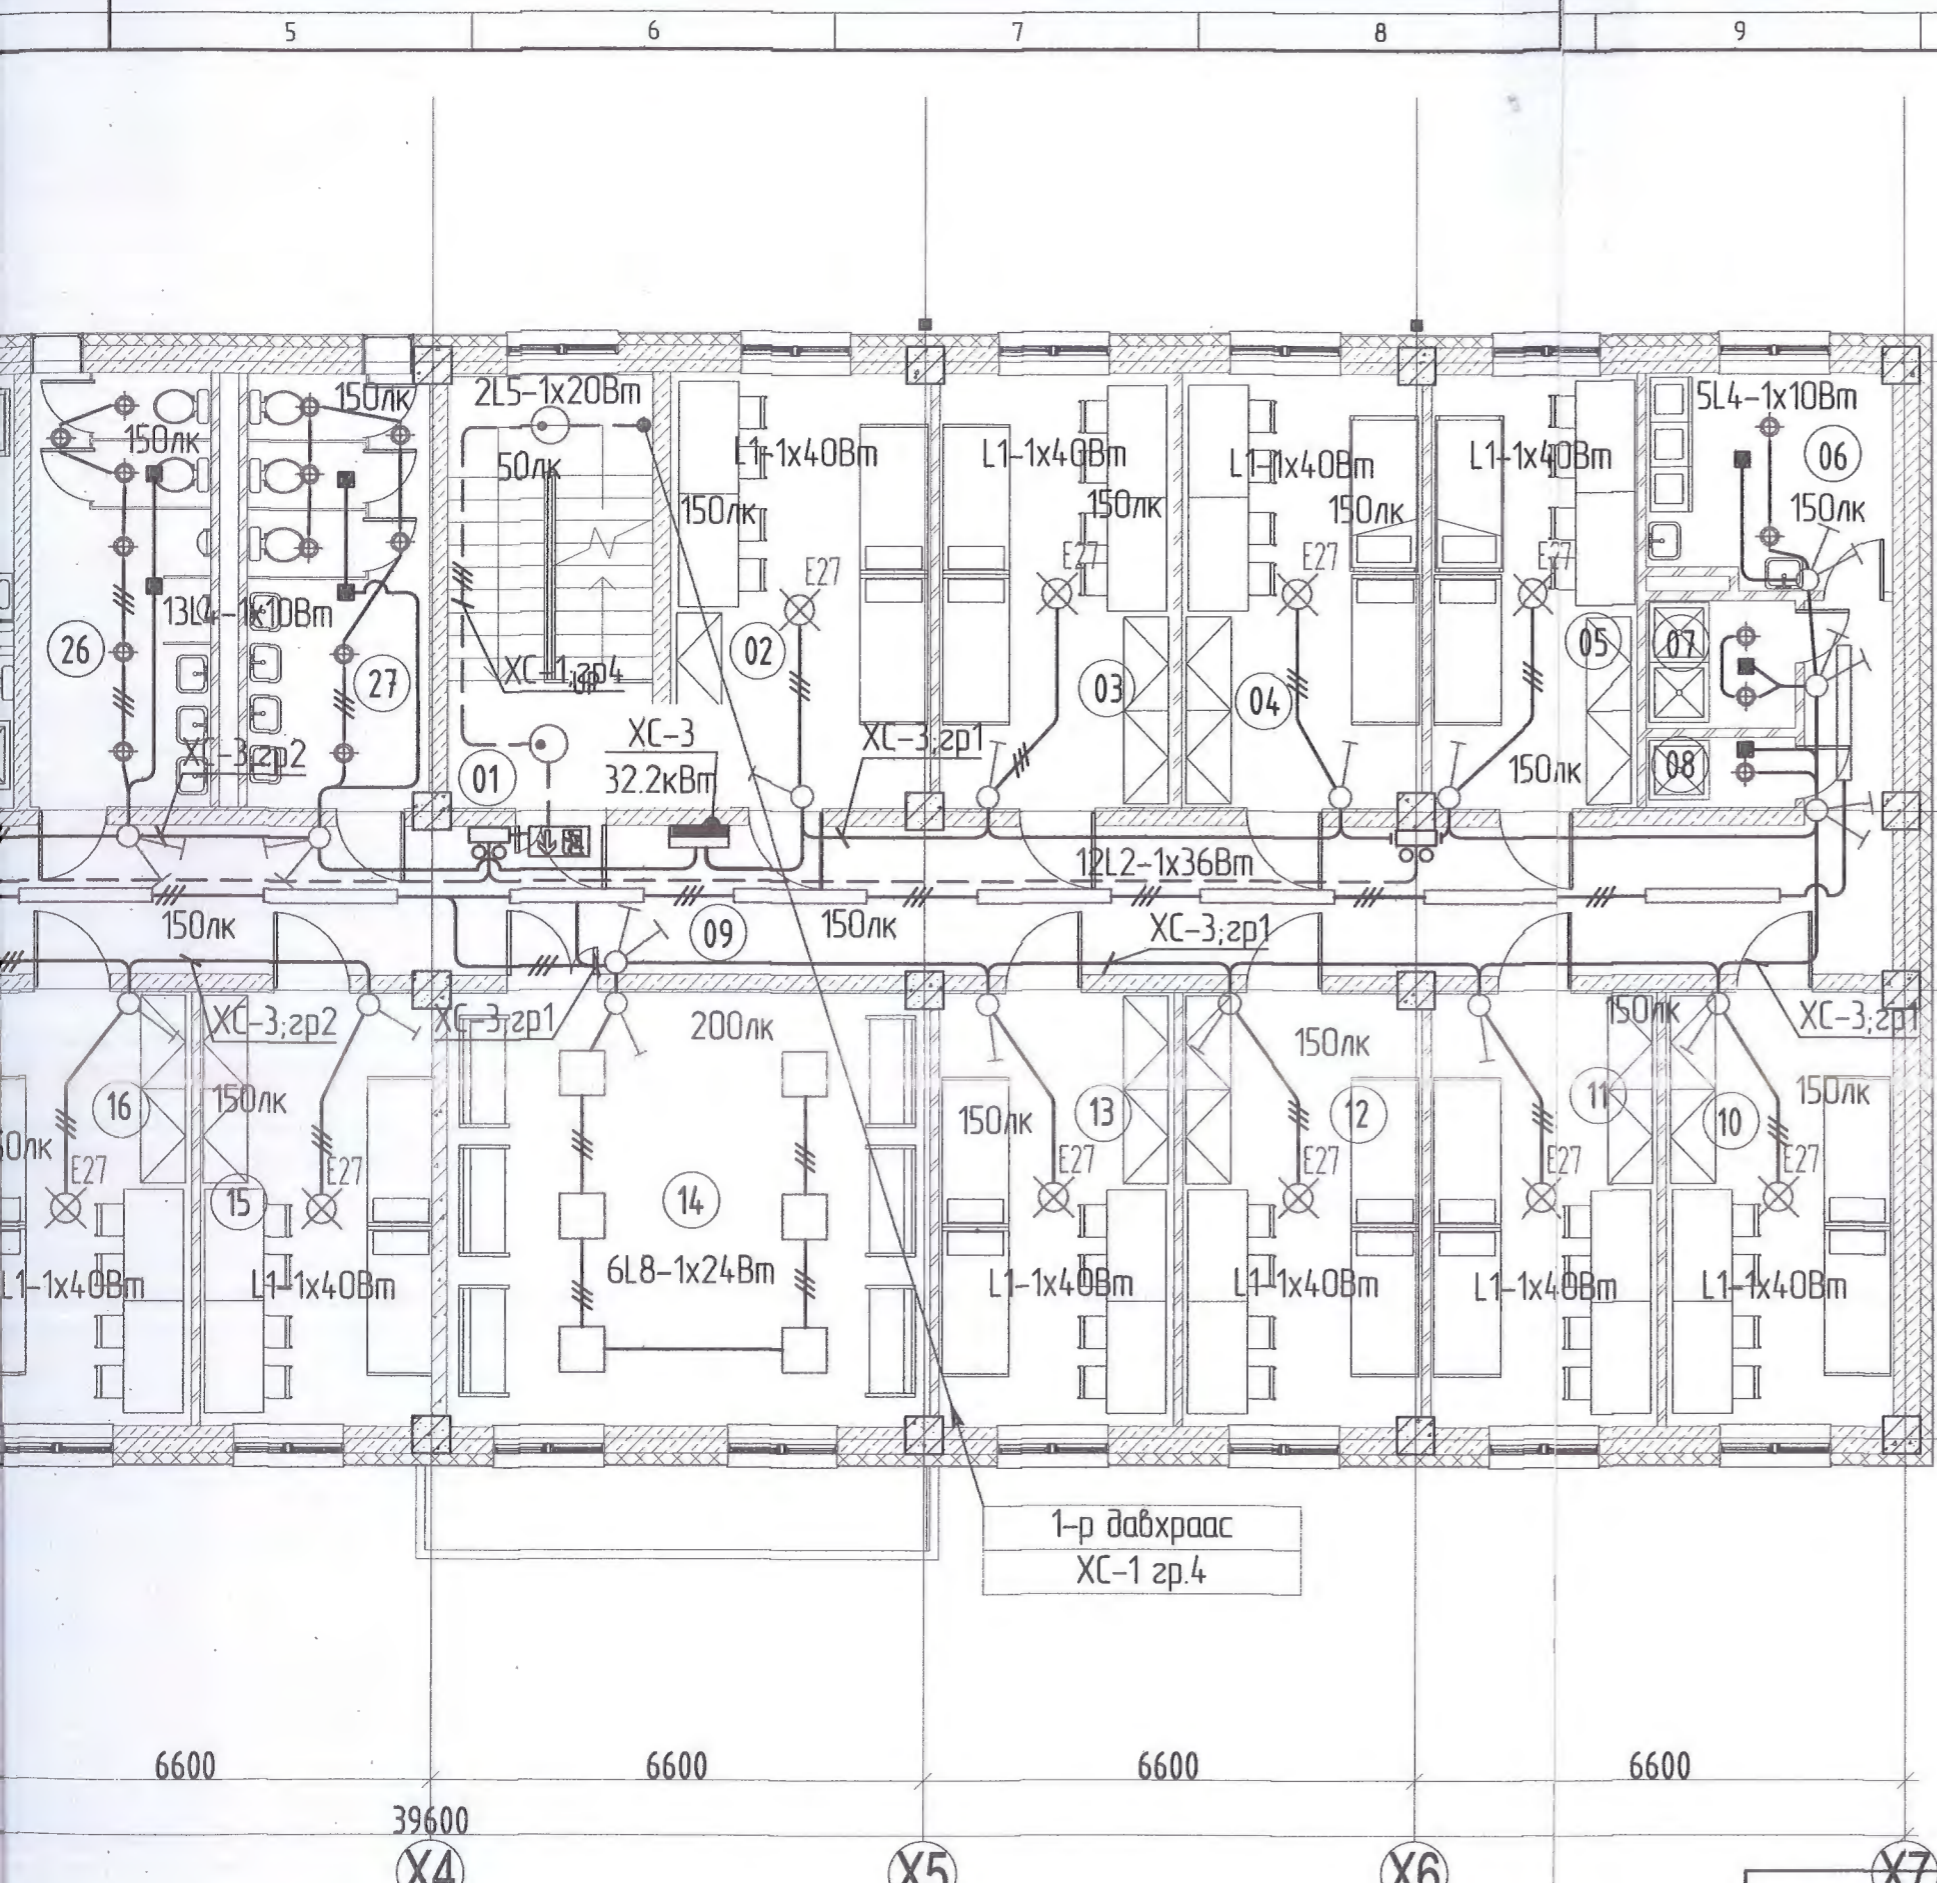 5
6
7
8
9
150лк
2L5-1x20Вт
5L4-1x10Вт
150лк
50лк
L1-1x40Вт
L1-1x40Вт
L1-1x40Вт
L1-1x40Вт
06
150лк
150лк
150лк
150лк
E27
E27
E27
E27
13L4-1x10Вт
26
27
02
03
04
05
07
ХС-1;гр4
ХС-3;гр2
01
ХС-3
32.2кВт
ХС-3;гр1
150лк
08
12L2-1x36Вт
150лк
09
150лк
ХС-3;гр1
ХС-3;гр2
ХС-3;гр1
200лк
150лк
150лк
ХС-3;гр1
16
150лк
150лк
13
12
11
10
150лк
E27
E27
E27
E27
E27
E27
15
14
L1-1x40Вт
L1-1x40Вт
6L8-1x24Вт
L1-1x40Вт
L1-1x40Вт
L1-1x40Вт
L1-1x40Вт
1-р давхраас
ХС-1 гр.4
6600
6600
6600
6600
39600
X4
X5
X6
X7